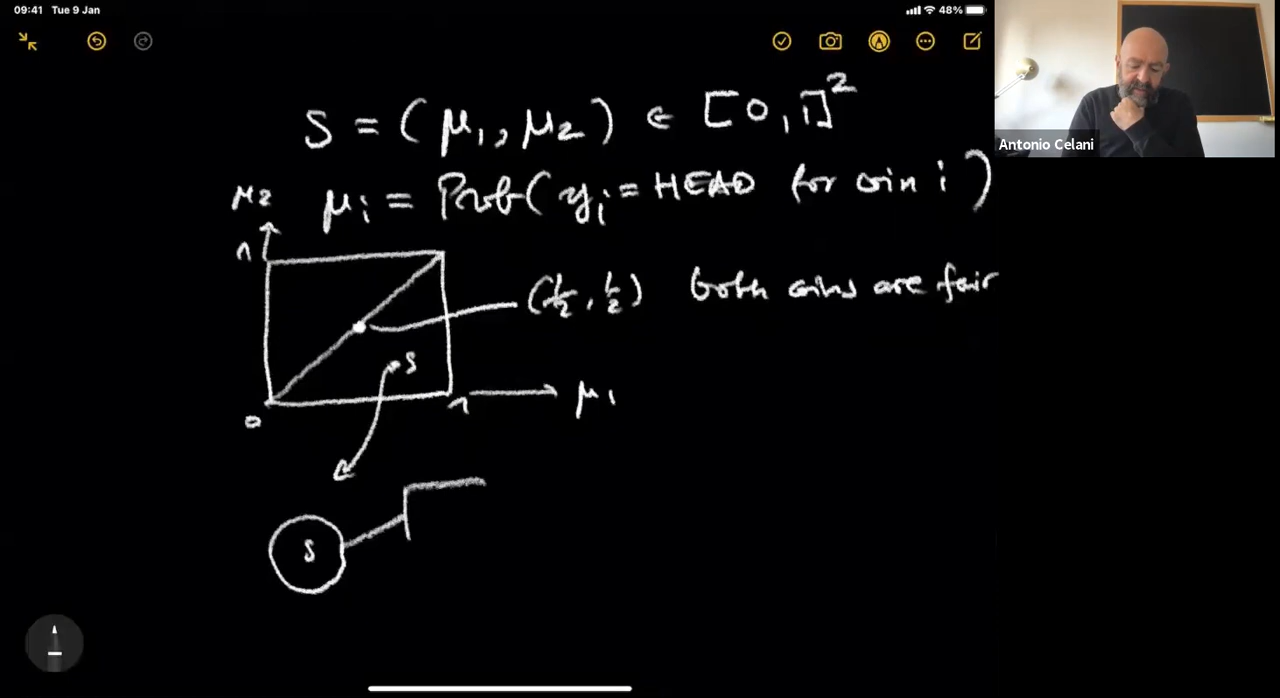 09:41 Tue 9 Jan
48%
S = (μ₁, μ₂) ∈ [0,1]²
Antonio Celani
μi = Prob( yi = HEAD for coin i )
μ2
1
(1/2, 1/2) both coins are fair
S
0
1
μ1
S